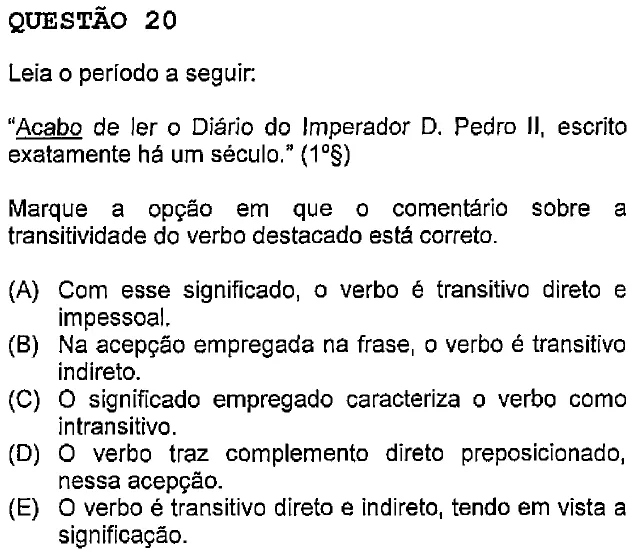 QUESTÃO 20
Leia o período a seguir:
"Acabo de ler o Diário do Imperador D. Pedro II, escrito
exatamente há um século." (1º§)
Marque a opção em que o comentário sobre a
transitividade do verbo destacado está correto.
(A) Com esse significado, o verbo é transitivo direto e
impessoal.
(B) Na acepção empregada na frase, o verbo é transitivo
indireto.
(C) O significado empregado caracteriza o verbo como
intransitivo.
(D) O verbo traz complemento direto preposicionado,
nessa acepção.
(E) O verbo é transitivo direto e indireto, tendo em vista a
significação.